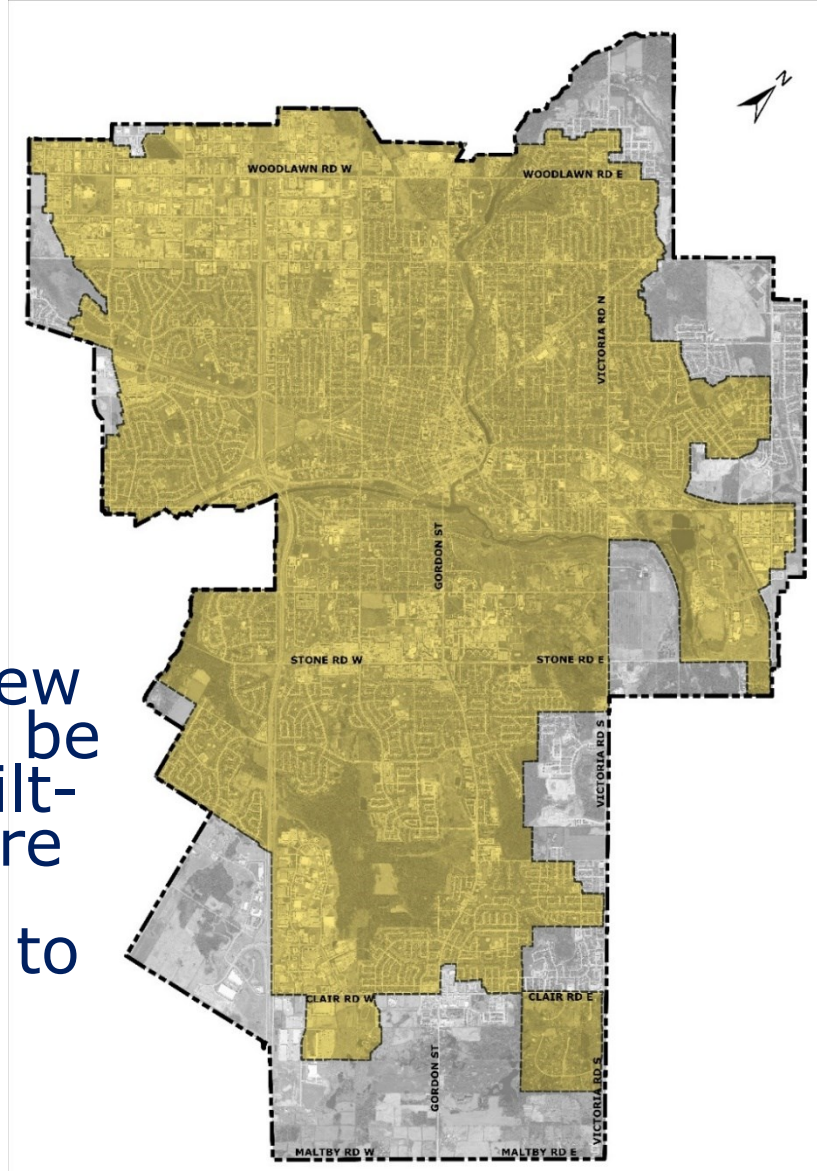 N
WOODLAWN RD W
WOODLAWN RD E
VICTORIA RD N
GORDON ST
STONE RD W
STONE RD E
ew
be
ilt-
re
to
VICTORIA RD S
CLAIR RD W
CLAIR RD E
GORDON ST
VICTORIA RD S
MALTBY RD W
MALTBY RD E